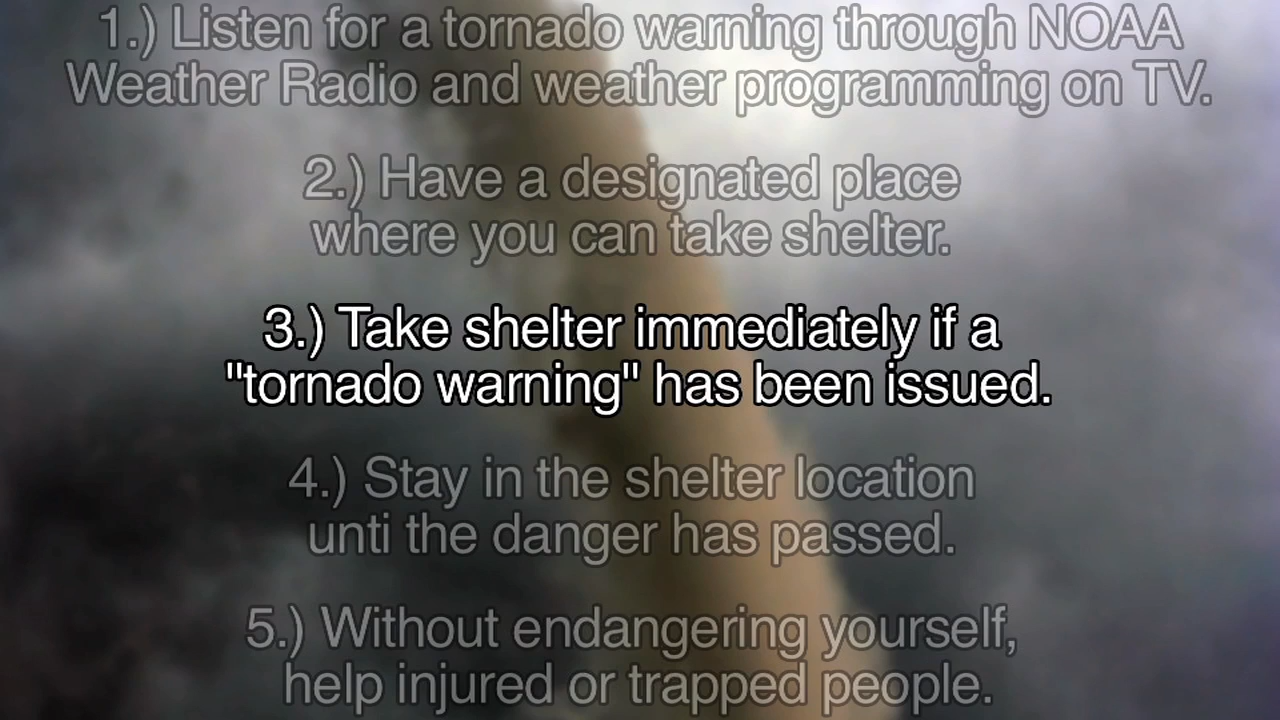 1.) Listen for a tornado warning through NOAA
Weather Radio and weather programming on TV.
2.) Have a designated place
where you can take shelter.
3.) Take shelter immediately if a
"tornado warning" has been issued.
4.) Stay in the shelter location
unti the danger has passed.
5.) Without endangering yourself,
help injured or trapped people.